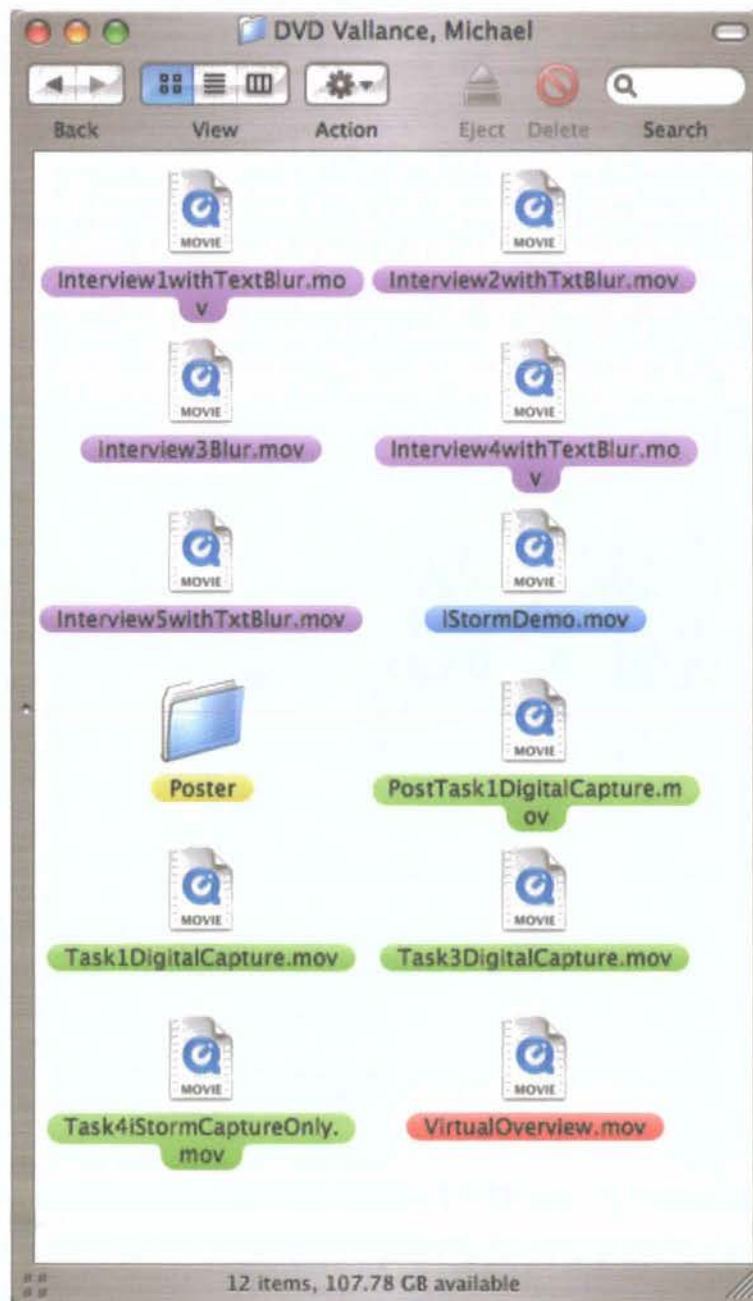 DVD Vallance, Michael
Back View Action Eject Delete Search
MOVIE MOVIE
Interview1withTextBlur.mo Interview2withTxtBlur.mov
v
MOVIE MOVIE
Interview3Blur.mov Interview4withTextBlur.mo
v
MOVIE MOVIE
Interview5withTxtBlur.mov iStormDemo.mov
MOVIE
Poster PostTask1DigitalCapture.m
ov
MOVIE MOVIE
Task1DigitalCapture.mov Task3DigitalCapture.mov
MOVIE MOVIE
Task4iStormCaptureOnly. VirtualOverview.mov
mov
12 items, 107.78 GB available